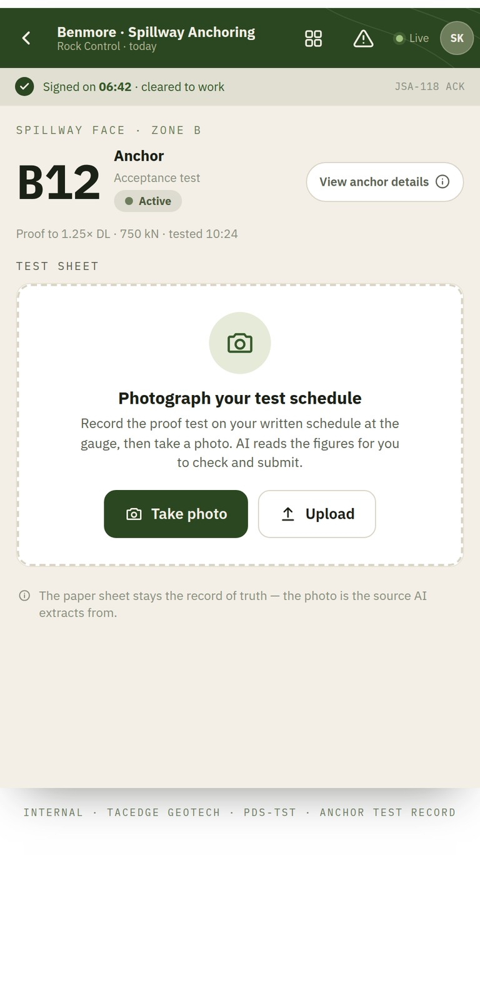 Benmore · Spillway Anchoring
Rock Control · today
Live
SK
Signed on 06:42 · cleared to work
JSA-118 ACK
SPILLWAY FACE · ZONE B
B12
Anchor
Acceptance test
Active
View anchor details
Proof to 1.25× DL · 750 kN · tested 10:24
TEST SHEET
Photograph your test schedule
Record the proof test on your written schedule at the
gauge, then take a photo. AI reads the figures for you
to check and submit.
Take photo
Upload
The paper sheet stays the record of truth — the photo is the source AI
extracts from.
INTERNAL · TACEDGE GEOTECH · PDS-TST · ANCHOR TEST RECORD